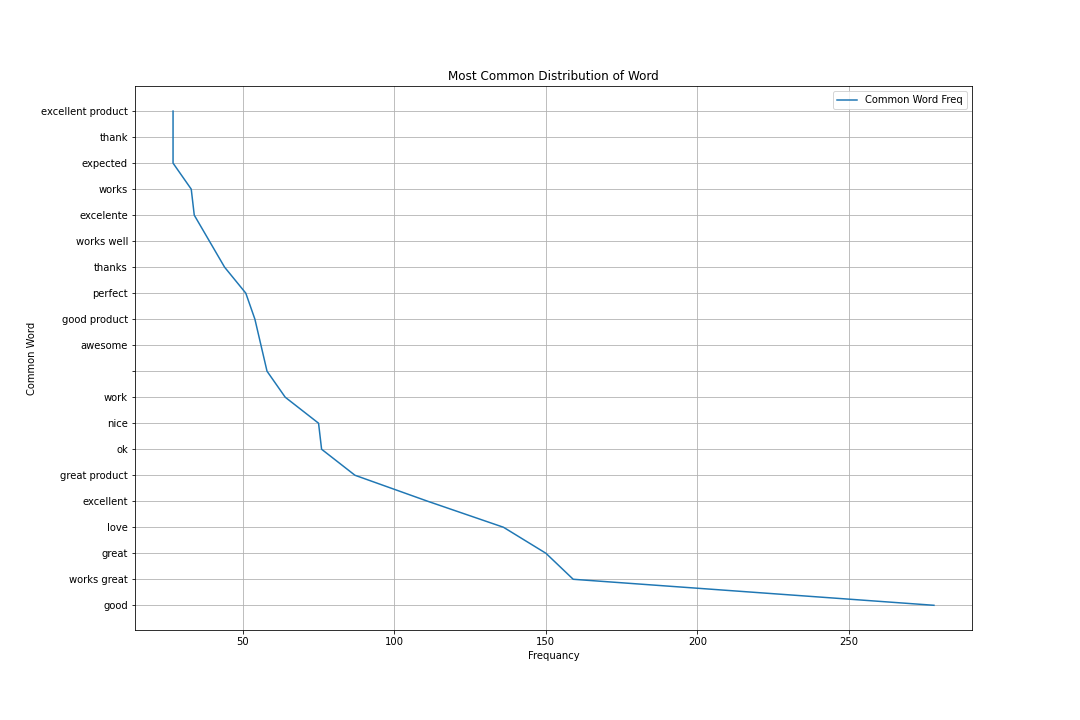 Most Common Distribution of Word
Common Word Freq
excellent product
thank
expected
works
excelente
works well
thanks
perfect
good product
awesome
work
nice
ok
great product
excellent
love
great
works great
good
Common Word
50 100 150 200 250
Frequancy